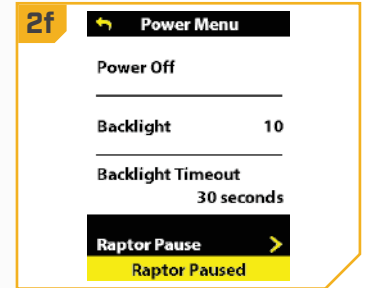 2f
Power Menu
Power Off
Backlight 10
Backlight Timeout
30 seconds
Raptor Pause >
Raptor Paused